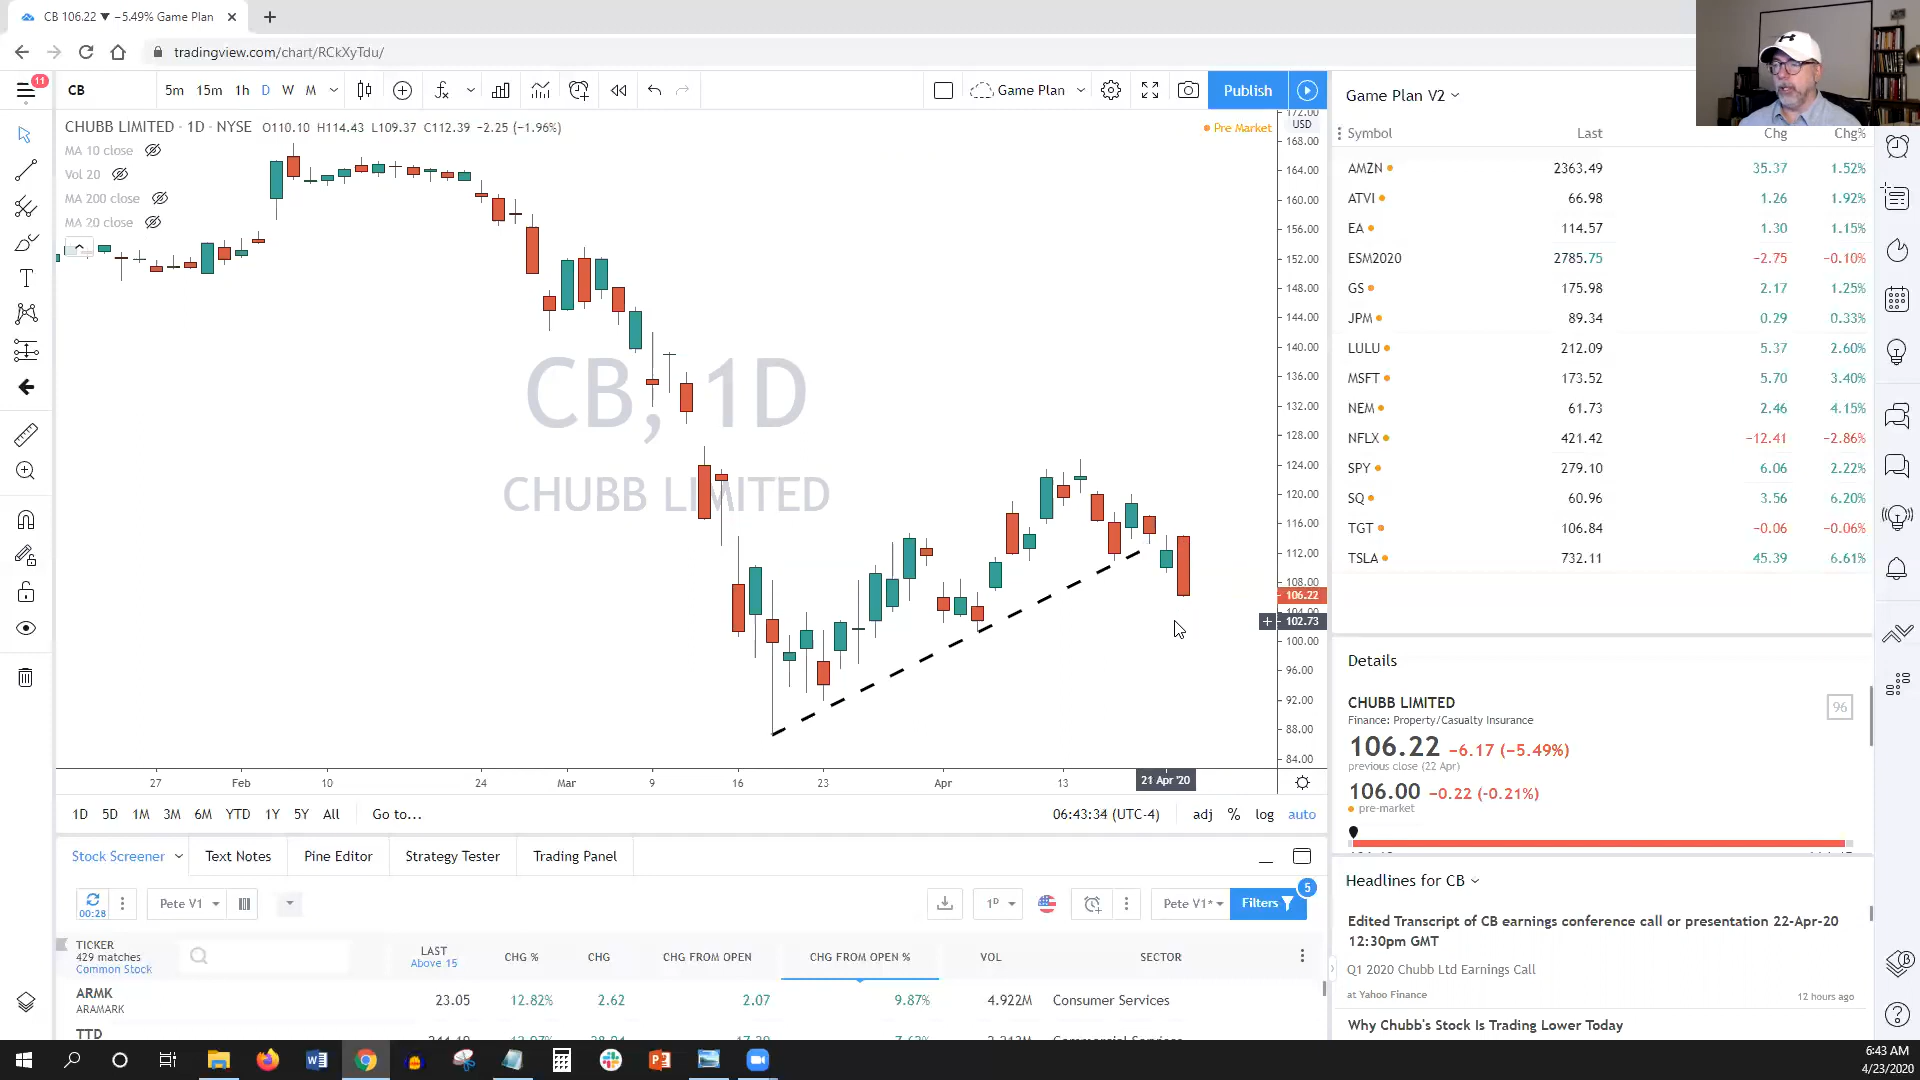 CB 106.22 ▼ −5.49% Game Plan
tradingview.com/chart/RCkXyTdu/
11
CB 5m 15m 1h D W M
Game Plan
Publish
CHUBB LIMITED · 1D · NYSE O110.10 H114.43 L109.37 C112.39 −2.25 (−1.96%)
Pre Market
MA 10 close
Vol 20
MA 200 close
MA 20 close
CB, 1D
CHUBB LIMITED
172.00
USD
168.00
164.00
160.00
156.00
152.00
148.00
144.00
140.00
136.00
132.00
128.00
124.00
120.00
116.00
112.00
108.00
106.22
104.00
102.73
100.00
96.00
92.00
88.00
84.00
27 Feb 10 24 Mar 9 16 23 Apr 13 21 Apr '20
1D 5D 1M 3M 6M YTD 1Y 5Y All Go to...
06:43:34 (UTC-4) adj % log auto
Stock Screener Text Notes Pine Editor Strategy Tester Trading Panel
00:28
Pete V1
1D
Pete V1*
Filters
5
TICKER
429 matches
Common Stock
LAST
Above 15
CHG % CHG CHG FROM OPEN CHG FROM OPEN % VOL SECTOR
ARMK 23.05 12.82% 2.62 2.07 9.87% 4.922M Consumer Services
ARAMARK
TTD
Game Plan V2
Symbol Last Chg Chg%
AMZN 2363.49 35.37 1.52%
ATVI 66.98 1.26 1.92%
EA 114.57 1.30 1.15%
ESM2020 2785.75 −2.75 −0.10%
GS 175.98 2.17 1.25%
JPM 89.34 0.29 0.33%
LULU 212.09 5.37 2.60%
MSFT 173.52 5.70 3.40%
NEM 61.73 2.46 4.15%
NFLX 421.42 −12.41 −2.86%
SPY 279.10 6.06 2.22%
SQ 60.96 3.56 6.20%
TGT 106.84 −0.06 −0.06%
TSLA 732.11 45.39 6.61%
Details
CHUBB LIMITED
96
Finance: Property/Casualty Insurance
106.22 −6.17 (−5.49%)
previous close (22 Apr)
106.00 −0.22 (−0.21%)
pre-market
Headlines for CB
Edited Transcript of CB earnings conference call or presentation 22-Apr-20
12:30pm GMT
Q1 2020 Chubb Ltd Earnings Call
at Yahoo Finance 12 hours ago
Why Chubb's Stock Is Trading Lower Today
6:43 AM
4/23/2020